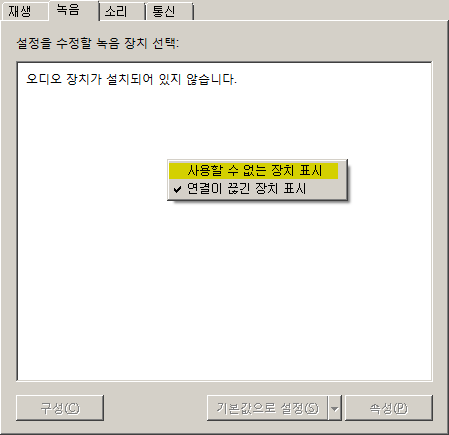 재생 녹음 소리 통신
설정을 수정할 녹음 장치 선택:
오디오 장치가 설치되어 있지 않습니다.
사용할 수 없는 장치 표시
✓ 연결이 끊긴 장치 표시
구성(C) 기본값으로 설정(S) 속성(P)